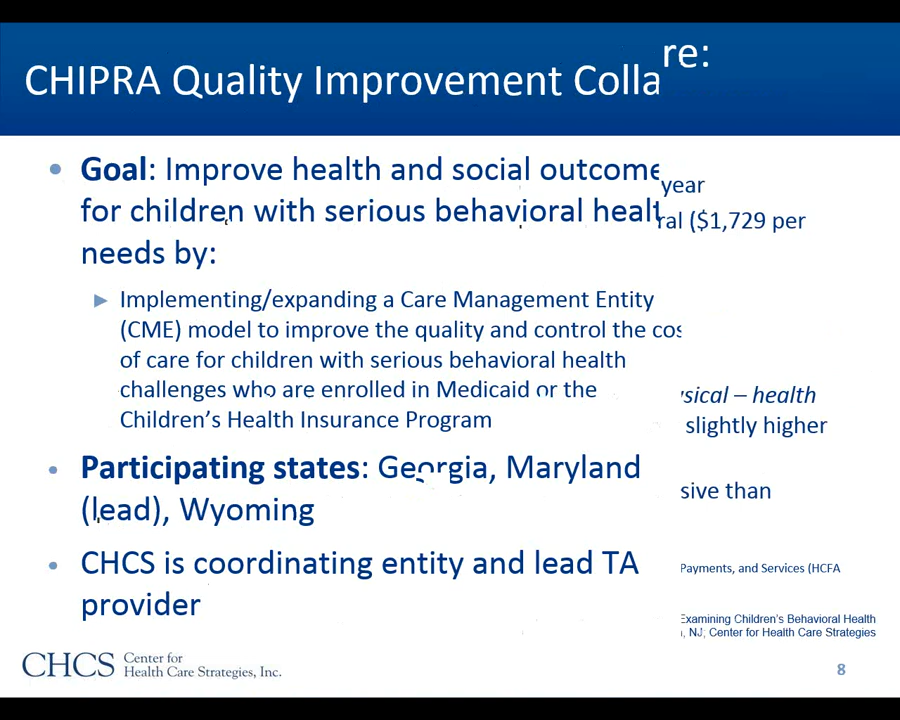 re:
CHIPRA Quality Improvement Colla
Goal: Improve health and social outcome
year
for children with serious behavioral healt
ral ($1,729 per
needs by:
Implementing/expanding a Care Management Entity
(CME) model to improve the quality and control the cos
of care for children with serious behavioral health
challenges who are enrolled in Medicaid or the
sical – health
Children's Health Insurance Program
slightly higher
Participating states: Georgia, Maryland
sive than
(lead), Wyoming
CHCS is coordinating entity and lead TA
Payments, and Services (HCFA
provider
Examining Children's Behavioral Health
, NJ; Center for Health Care Strategies
CHCS Center for
Health Care Strategies, Inc.
8